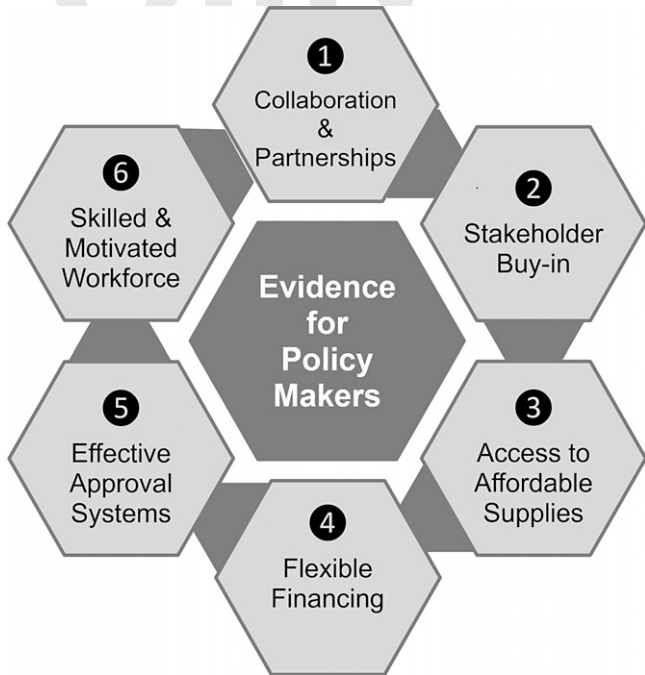 1
Collaboration
&
Partnerships
2
Stakeholder
Buy-in
3
Access to
Affordable
Supplies
4
Flexible
Financing
5
Effective
Approval
Systems
6
Skilled &
Motivated
Workforce
Evidence
for
Policy
Makers